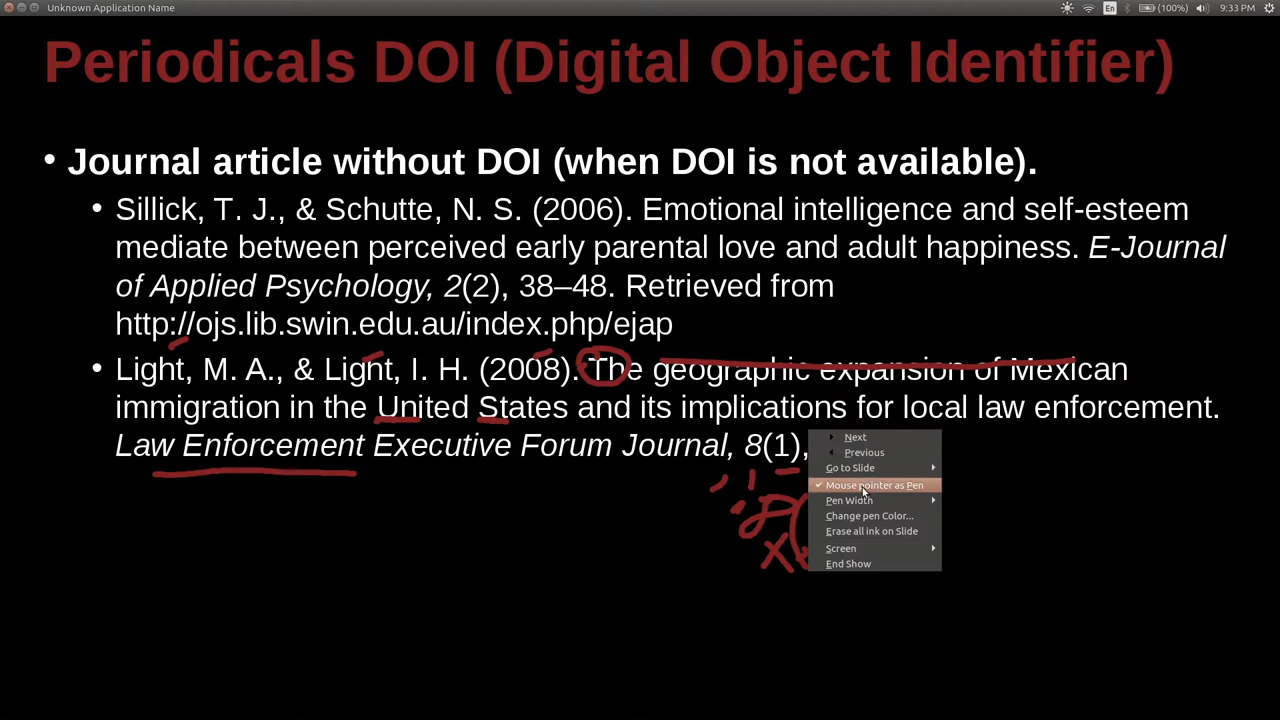 Unknown Application Name
En
(100%)
9:33 PM
Periodicals DOI (Digital Object Identifier)
• Journal article without DOI (when DOI is not available).
• Sillick, T. J., & Schutte, N. S. (2006). Emotional intelligence and self-esteem
mediate between perceived early parental love and adult happiness. E-Journal
of Applied Psychology, 2(2), 38–48. Retrieved from
http://ojs.lib.swin.edu.au/index.php/ejap
• Light, M. A., & Light, I. H. (2008). The geographic expansion of Mexican
immigration in the United States and its implications for local law enforcement.
Law Enforcement Executive Forum Journal, 8(1),
Next
Previous
Go to Slide
Mouse pointer as Pen
Pen Width
Change pen Color...
Erase all ink on Slide
Screen
End Show